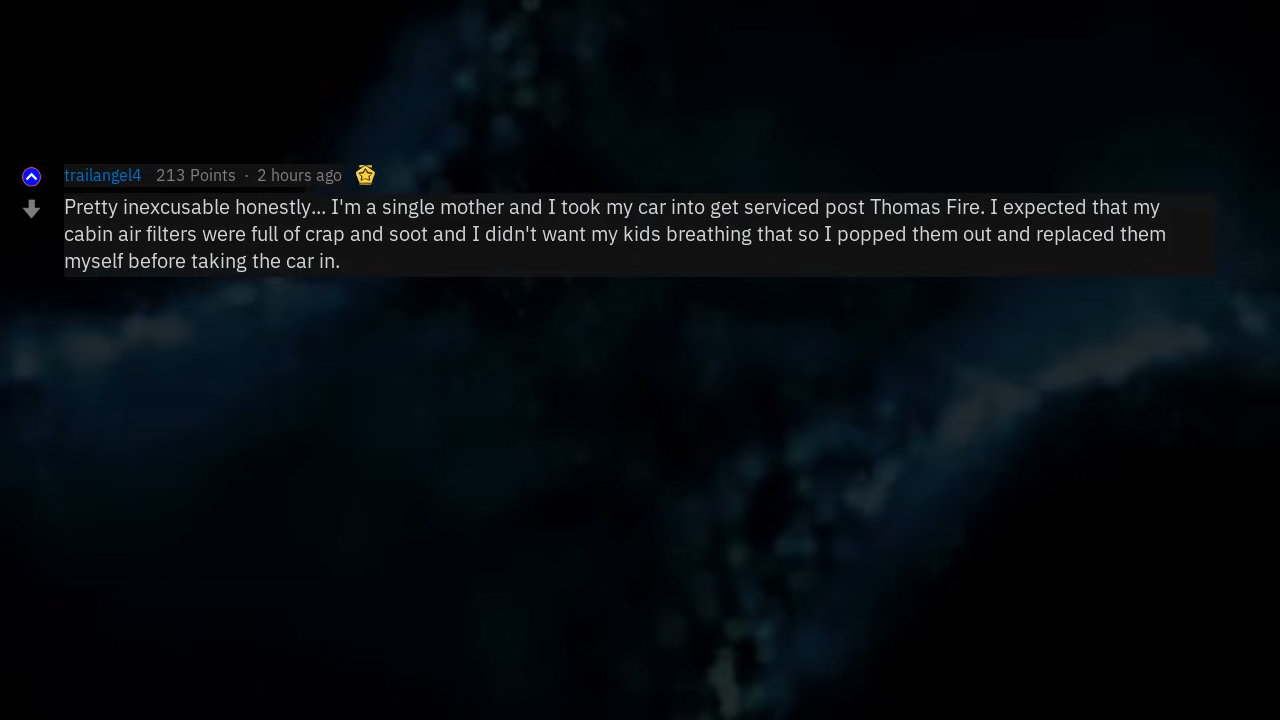 trailangel4 213 Points · 2 hours ago
Pretty inexcusable honestly... I'm a single mother and I took my car into get serviced post Thomas Fire. I expected that my
cabin air filters were full of crap and soot and I didn't want my kids breathing that so I popped them out and replaced them
myself before taking the car in.